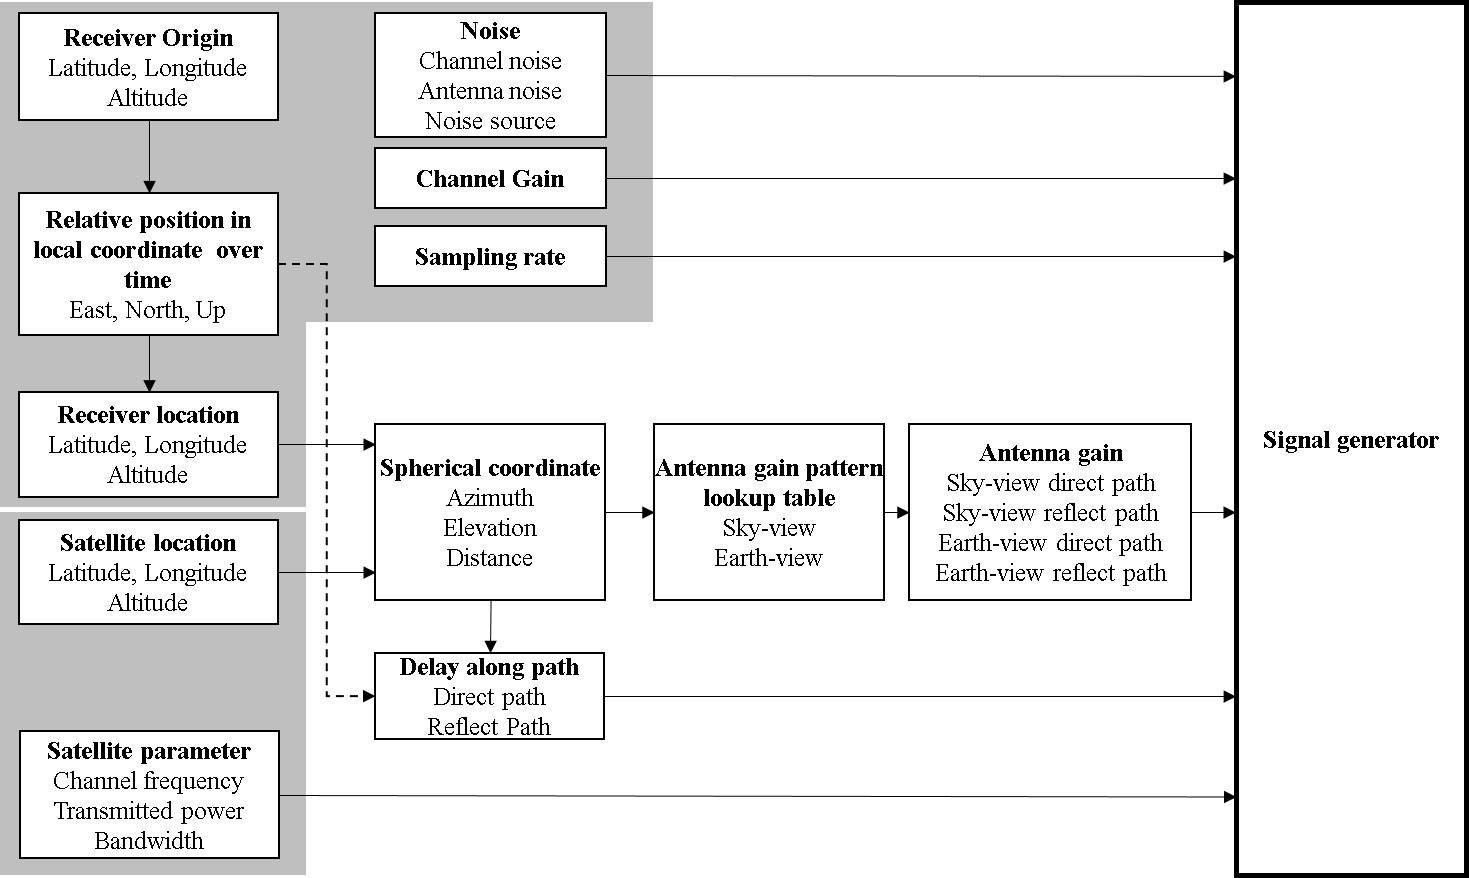 Receiver Origin
Latitude, Longitude
Altitude
Noise
Channel noise
Antenna noise
Noise source
Channel Gain
Relative position in
local coordinate over
time
East, North, Up
Sampling rate
Receiver location
Latitude, Longitude
Altitude
Spherical coordinate
Azimuth
Elevation
Distance
Antenna gain pattern
lookup table
Sky-view
Earth-view
Antenna gain
Sky-view direct path
Sky-view reflect path
Earth-view direct path
Earth-view reflect path
Signal generator
Satellite location
Latitude, Longitude
Altitude
Delay along path
Direct path
Reflect Path
Satellite parameter
Channel frequency
Transmitted power
Bandwidth